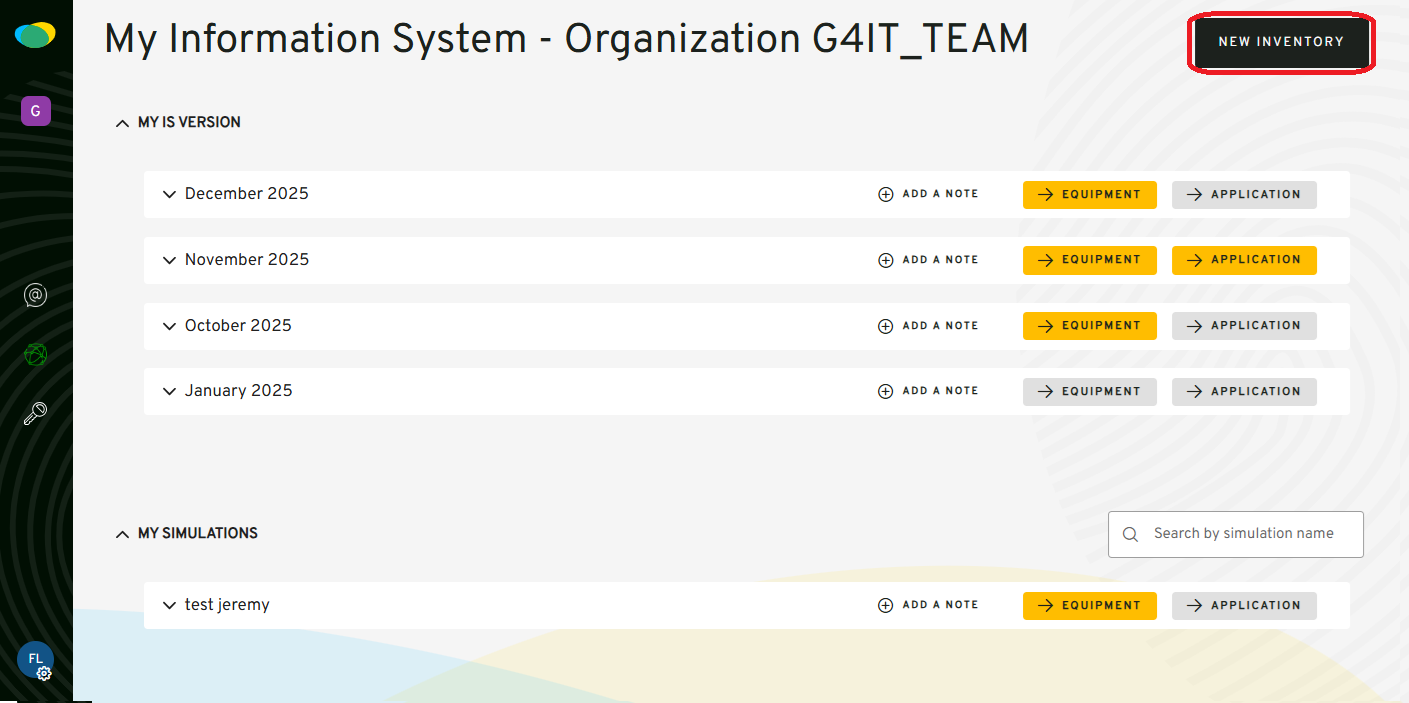 My Information System - Organization G4IT_TEAM
NEW INVENTORY
G
MY IS VERSION
December 2025 ADD A NOTE EQUIPMENT APPLICATION
November 2025 ADD A NOTE EQUIPMENT APPLICATION
October 2025 ADD A NOTE EQUIPMENT APPLICATION
January 2025 ADD A NOTE EQUIPMENT APPLICATION
MY SIMULATIONS
Search by simulation name
test jeremy ADD A NOTE EQUIPMENT APPLICATION
FL